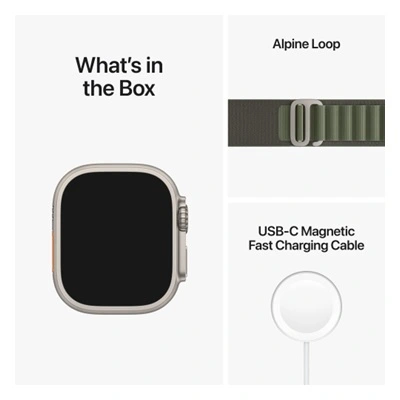 What's in
the Box
Alpine Loop
USB-C Magnetic
Fast Charging Cable